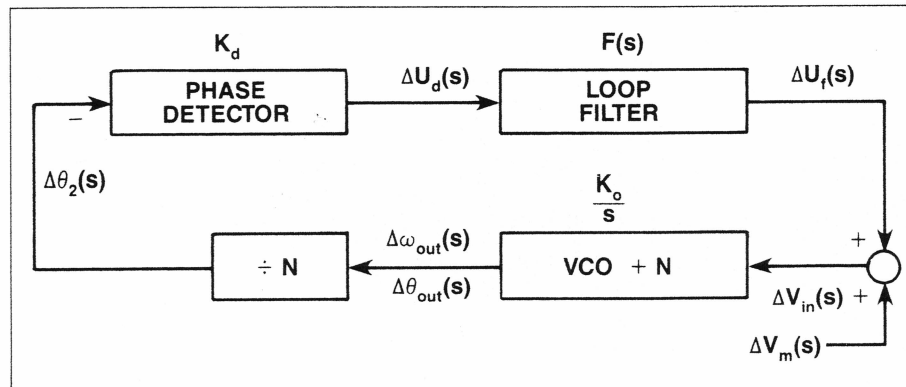 K_d
PHASE
DETECTOR
ΔU_d(s)
F(s)
LOOP
FILTER
ΔU_f(s)
−
Δθ_2(s)
÷ N
Δω_out(s)
Δθ_out(s)
K_o
s
VCO + N
+
ΔV_in(s) +
ΔV_m(s)